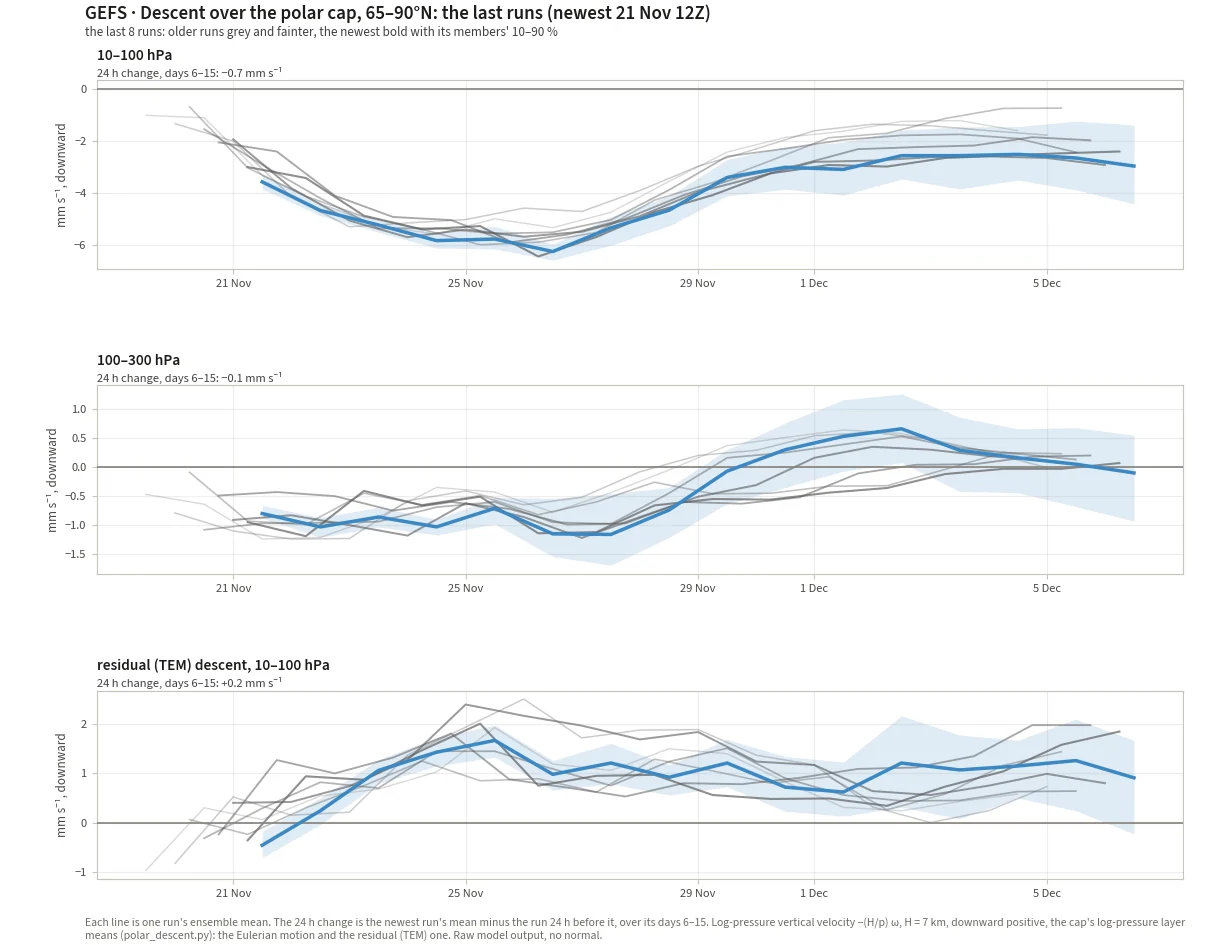 GEFS · Descent over the polar cap, 65–90°N: the last runs (newest 21 Nov 12Z)
the last 8 runs: older runs grey and fainter, the newest bold with its members' 10–90 %
10–100 hPa
24 h change, days 6–15: −0.7 mm s⁻¹
mm s⁻¹, downward
0
−2
−4
−6
21 Nov
25 Nov
29 Nov
1 Dec
5 Dec
100–300 hPa
24 h change, days 6–15: −0.1 mm s⁻¹
mm s⁻¹, downward
1.0
0.5
0.0
−0.5
−1.0
−1.5
21 Nov
25 Nov
29 Nov
1 Dec
5 Dec
residual (TEM) descent, 10–100 hPa
24 h change, days 6–15: +0.2 mm s⁻¹
mm s⁻¹, downward
2
1
0
−1
21 Nov
25 Nov
29 Nov
1 Dec
5 Dec
Each line is one run's ensemble mean. The 24 h change is the newest run's mean minus the run 24 h before it, over its days 6–15. Log-pressure vertical velocity −(H/p) ω, H = 7 km, downward positive, the cap's log-pressure layer
means (polar_descent.py): the Eulerian motion and the residual (TEM) one. Raw model output, no normal.